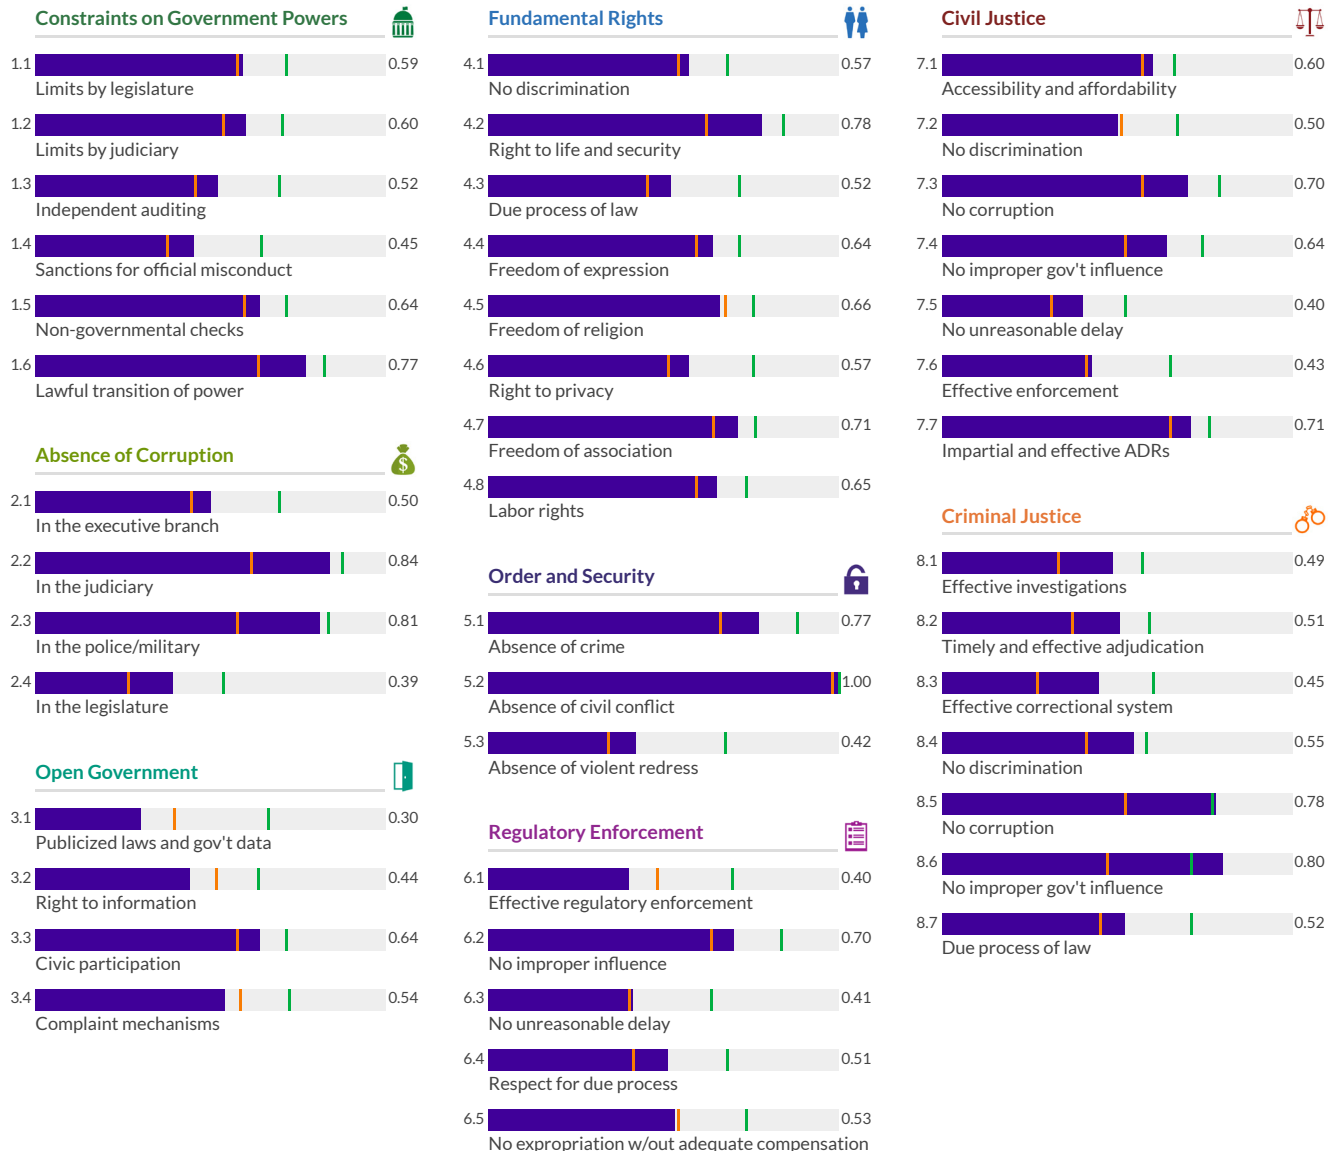 Constraints on Government Powers
1.1 0.59
Limits by legislature
1.2 0.60
Limits by judiciary
1.3 0.52
Independent auditing
1.4 0.45
Sanctions for official misconduct
1.5 0.64
Non-governmental checks
1.6 0.77
Lawful transition of power
Absence of Corruption
$
2.1 0.50
In the executive branch
2.2 0.84
In the judiciary
2.3 0.81
In the police/military
2.4 0.39
In the legislature
Open Government
3.1 0.30
Publicized laws and gov't data
3.2 0.44
Right to information
3.3 0.64
Civic participation
3.4 0.54
Complaint mechanisms
Fundamental Rights
4.1 0.57
No discrimination
4.2 0.78
Right to life and security
4.3 0.52
Due process of law
4.4 0.64
Freedom of expression
4.5 0.66
Freedom of religion
4.6 0.57
Right to privacy
4.7 0.71
Freedom of association
4.8 0.65
Labor rights
Order and Security
5.1 0.77
Absence of crime
5.2 1.00
Absence of civil conflict
5.3 0.42
Absence of violent redress
Regulatory Enforcement
6.1 0.40
Effective regulatory enforcement
6.2 0.70
No improper influence
6.3 0.41
No unreasonable delay
6.4 0.51
Respect for due process
6.5 0.53
No expropriation w/out adequate compensation
Civil Justice
7.1 0.60
Accessibility and affordability
7.2 0.50
No discrimination
7.3 0.70
No corruption
7.4 0.64
No improper gov't influence
7.5 0.40
No unreasonable delay
7.6 0.43
Effective enforcement
7.7 0.71
Impartial and effective ADRs
Criminal Justice
8.1 0.49
Effective investigations
8.2 0.51
Timely and effective adjudication
8.3 0.45
Effective correctional system
8.4 0.55
No discrimination
8.5 0.78
No corruption
8.6 0.80
No improper gov't influence
8.7 0.52
Due process of law